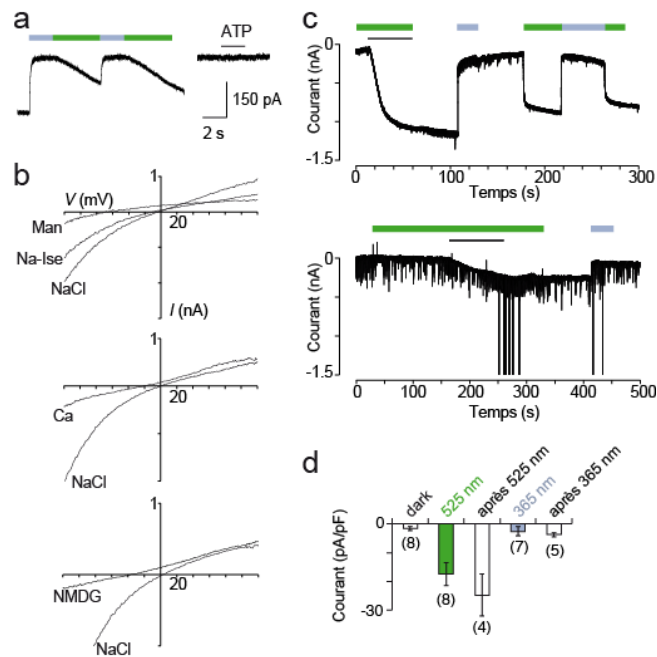 a
ATP
150 pA
2 s
b
1
V (mV)
20
Man
Na-Ise
NaCl
I (nA)
1
20
Ca
NaCl
1
20
NMDG
NaCl
c
0
Courant (nA)
-1.5
0 100 200 300
Temps (s)
0
Courant (nA)
-1.5
0 100 200 300 400 500
Temps (s)
d
dark
525 nm
après 525 nm
365 nm
après 365 nm
0
Courant (pA/pF)
-30
(8)
(8)
(4)
(7)
(5)